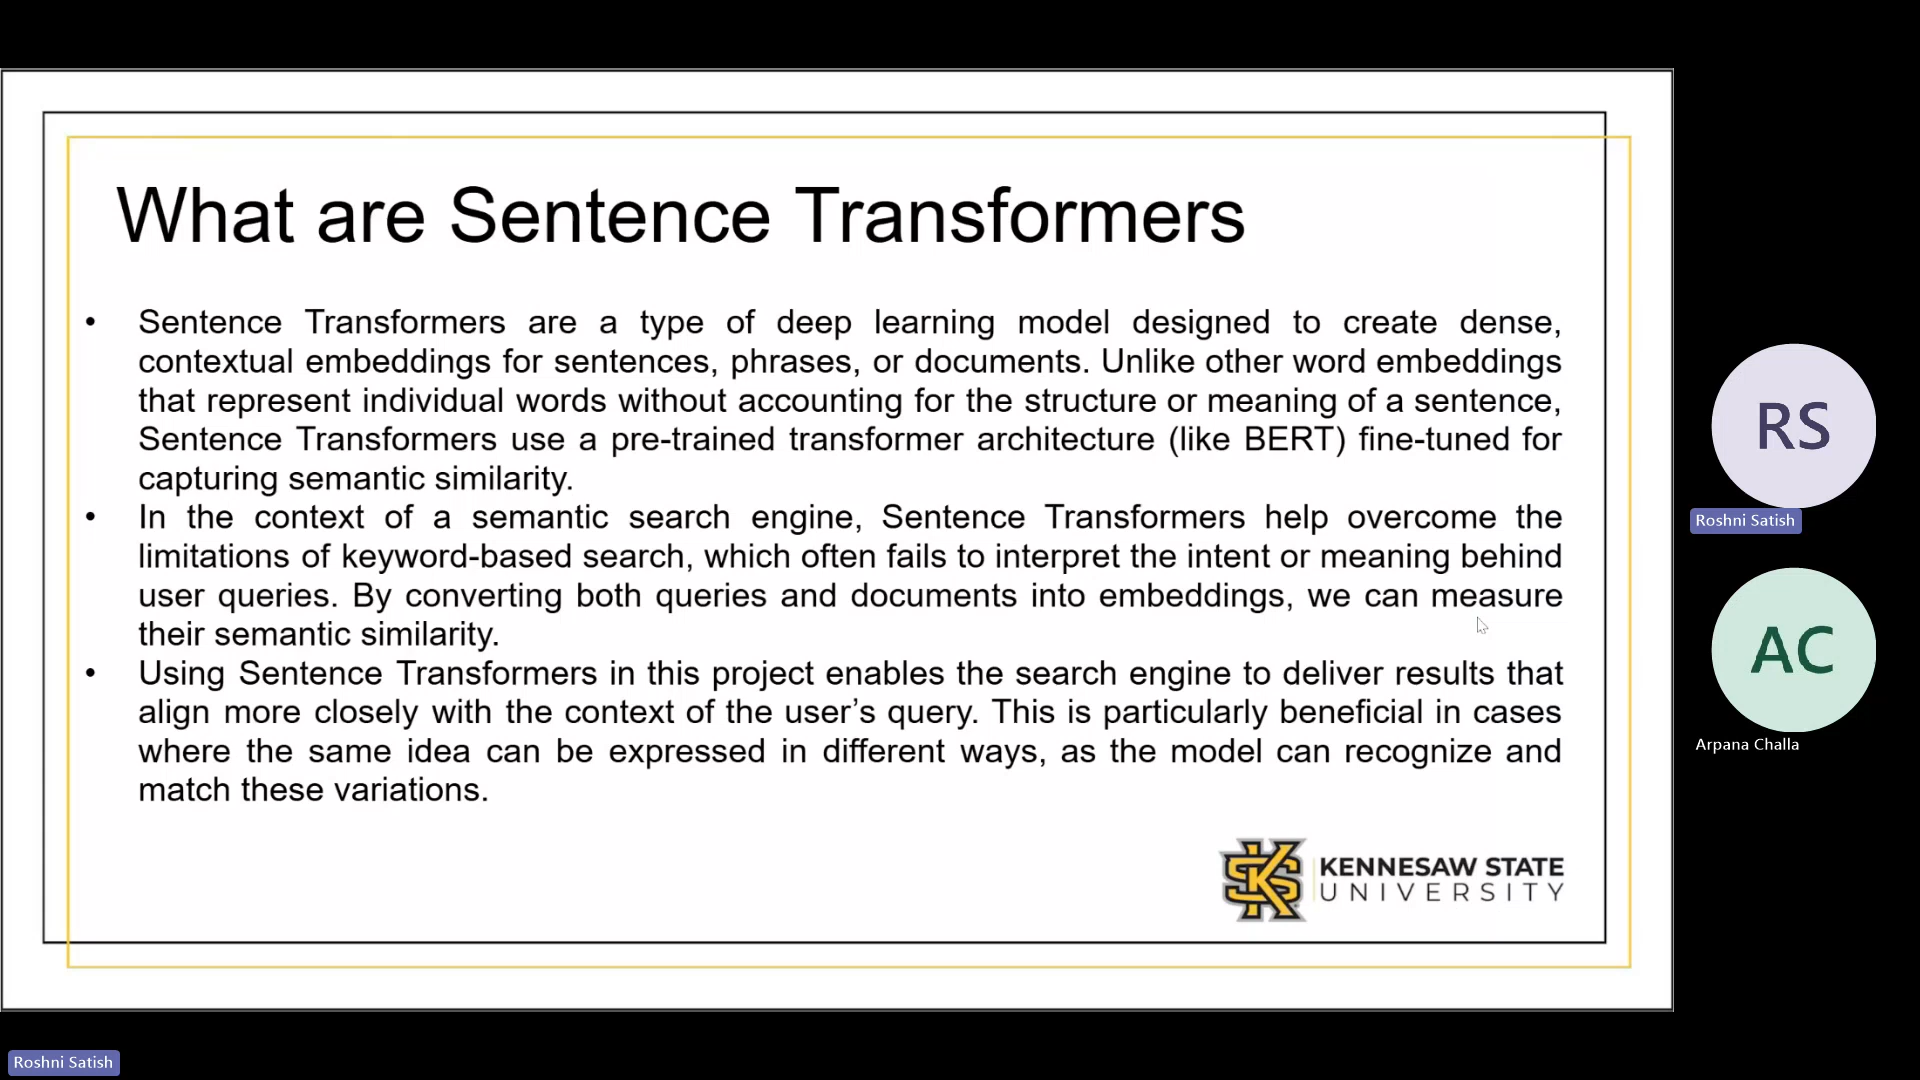 What are Sentence Transformers
• Sentence Transformers are a type of deep learning model designed to create dense,
contextual embeddings for sentences, phrases, or documents. Unlike other word embeddings
that represent individual words without accounting for the structure or meaning of a sentence,
Sentence Transformers use a pre-trained transformer architecture (like BERT) fine-tuned for
capturing semantic similarity.
• In the context of a semantic search engine, Sentence Transformers help overcome the
limitations of keyword-based search, which often fails to interpret the intent or meaning behind
user queries. By converting both queries and documents into embeddings, we can measure
their semantic similarity.
• Using Sentence Transformers in this project enables the search engine to deliver results that
align more closely with the context of the user’s query. This is particularly beneficial in cases
where the same idea can be expressed in different ways, as the model can recognize and
match these variations.
KS
KENNESAW STATE
UNIVERSITY
RS
Roshni Satish
AC
Arpana Challa
Roshni Satish